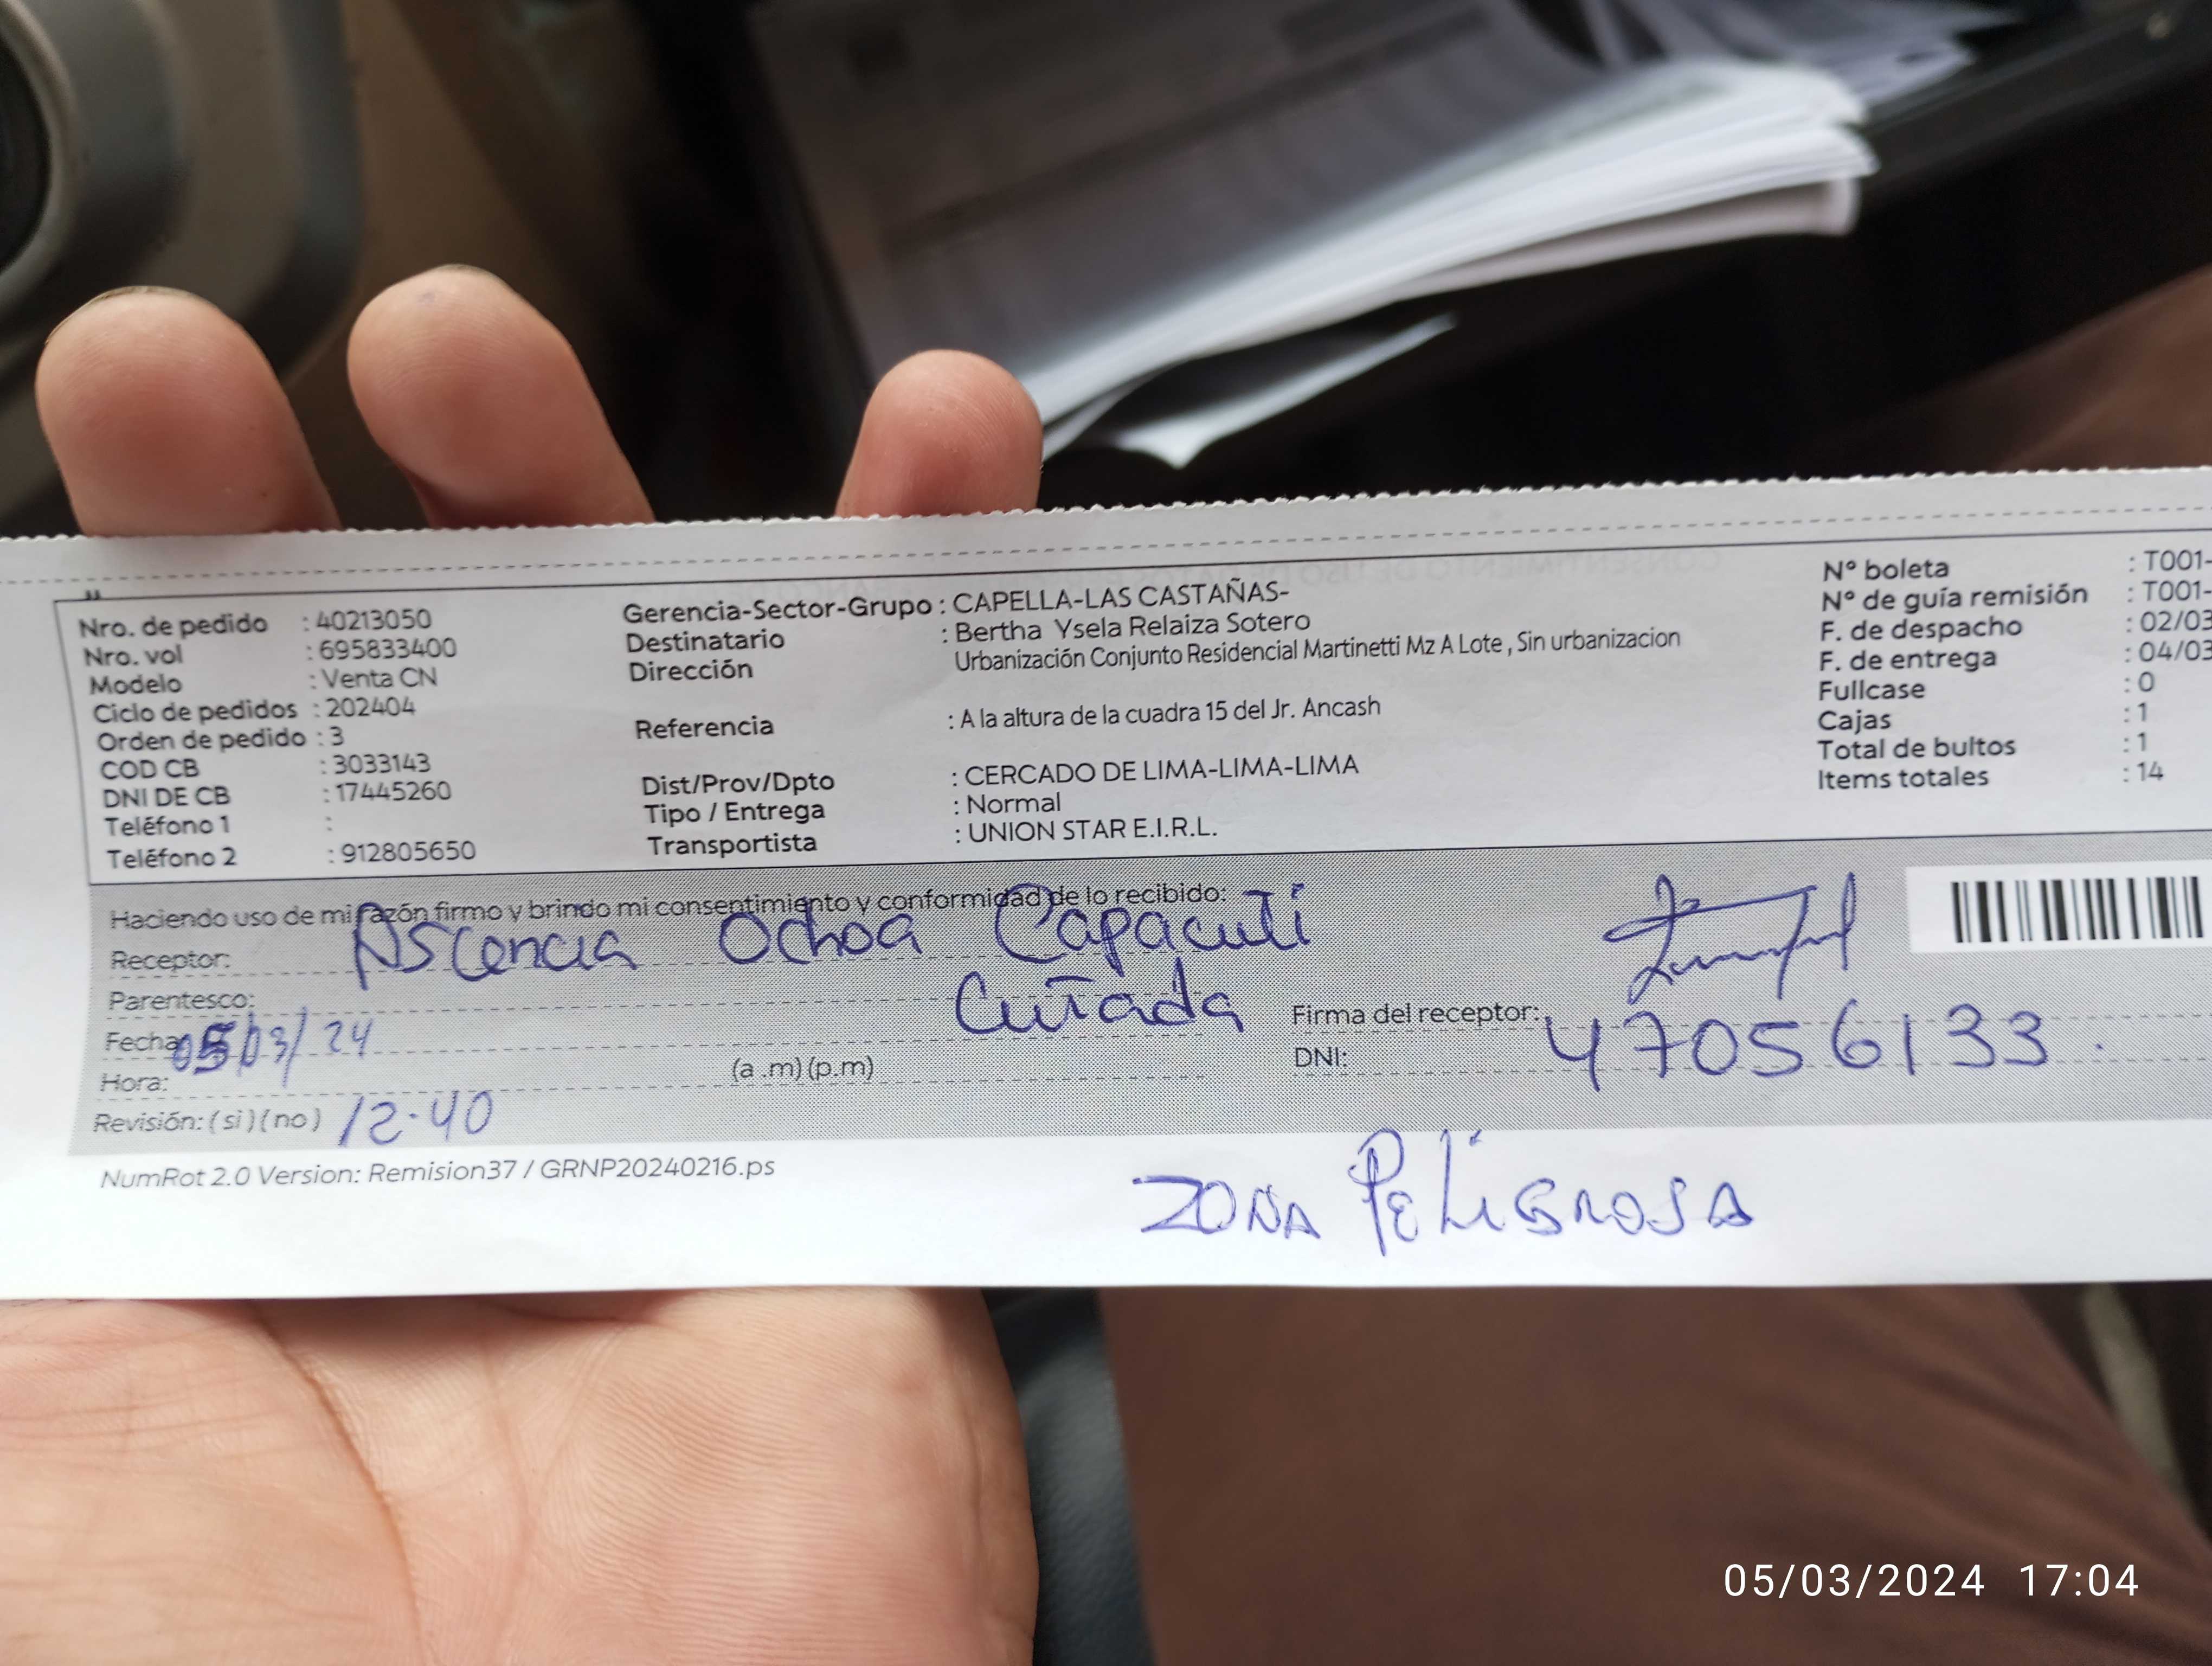 Nro. de pedido : 40213050
Nro. vol : 695833400
Modelo : Venta CN
Ciclo de pedidos : 202404
Orden de pedido : 3
COD CB : 3033143
DNI DE CB : 17445260
Teléfono 1 :
Teléfono 2 : 912805650
Gerencia-Sector-Grupo : CAPELLA-LAS CASTAÑAS-
Destinatario : Bertha Ysela Relaiza Sotero
Dirección Urbanización Conjunto Residencial Martinetti Mz A Lote , Sin urbanizacion
Referencia : A la altura de la cuadra 15 del Jr. Ancash
Dist/Prov/Dpto : CERCADO DE LIMA-LIMA-LIMA
Tipo / Entrega : Normal
Transportista : UNION STAR E.I.R.L.
N° boleta : T001-
N° de guía remisión : T001-
F. de despacho : 02/03
F. de entrega : 04/03
Fullcase : 0
Cajas : 1
Total de bultos : 1
Items totales : 14
Haciendo uso de mi razón firmo y brindo mi consentimiento y conformidad de lo recibido:
Receptor: Ascencia Ochoa Capacuti
Parentesco: Cuñada
Firma del receptor:
Fecha: 05/03/24
DNI: 47056133
Hora: (a .m) (p.m)
Revisión: ( si ) ( no ) 12.40
NumRot 2.0 Version: Remision37 / GRNP20240216.ps
ZONA PELIGROSA
05/03/2024 17:04